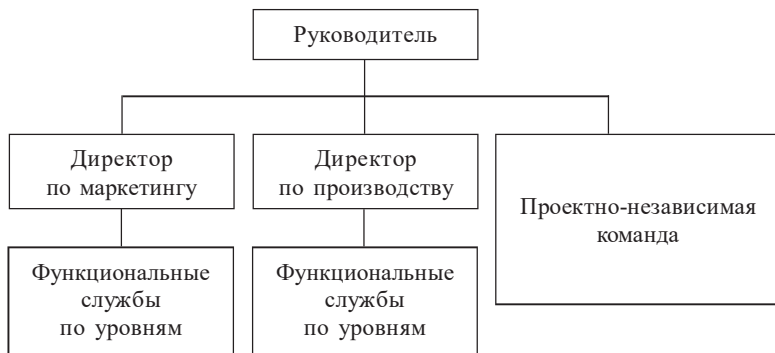 Руководитель
Директор
по маркетингу
Директор
по производству
Проектно-независимая
команда
Функциональные
службы
по уровням
Функциональные
службы
по уровням